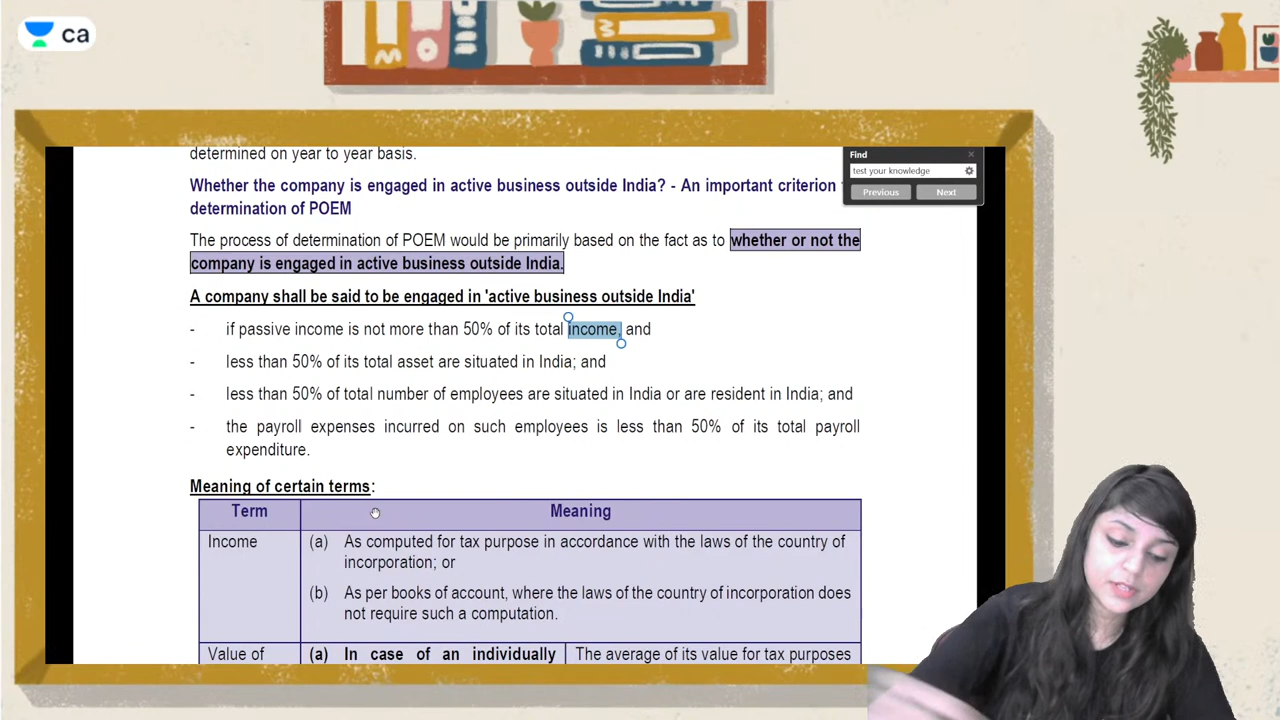 ca
determined on year to year basis.
Find
test your knowledge
Previous
Next
Whether the company is engaged in active business outside India? - An important criterion
determination of POEM
The process of determination of POEM would be primarily based on the fact as to whether or not the
company is engaged in active business outside India.
A company shall be said to be engaged in 'active business outside India'
- if passive income is not more than 50% of its total income, and
- less than 50% of its total asset are situated in India; and
- less than 50% of total number of employees are situated in India or are resident in India; and
- the payroll expenses incurred on such employees is less than 50% of its total payroll
expenditure.
Meaning of certain terms:
Term Meaning
Income (a) As computed for tax purpose in accordance with the laws of the country of
incorporation; or
(b) As per books of account, where the laws of the country of incorporation does
not require such a computation.
Value of (a) In case of an individually The average of its value for tax purposes